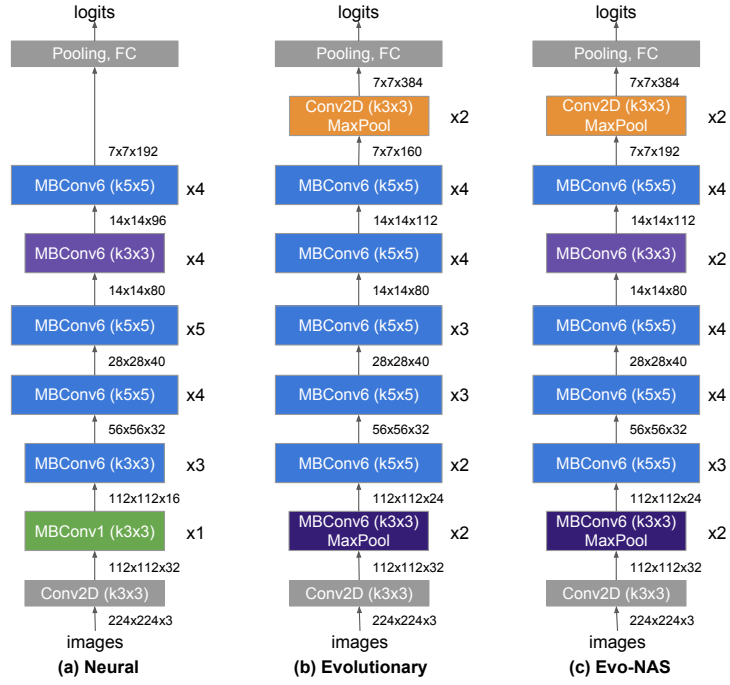 logits
Pooling, FC
7x7x192
MBConv6 (k5x5)
x4
14x14x96
MBConv6 (k3x3)
x4
14x14x80
MBConv6 (k5x5)
x5
28x28x40
MBConv6 (k5x5)
x4
56x56x32
MBConv6 (k3x3)
x3
112x112x16
MBConv1 (k3x3)
x1
112x112x32
Conv2D (k3x3)
224x224x3
images
(a) Neural
logits
Pooling, FC
7x7x384
Conv2D (k3x3)
MaxPool
x2
7x7x160
MBConv6 (k5x5)
x4
14x14x112
MBConv6 (k5x5)
x4
14x14x80
MBConv6 (k5x5)
x3
28x28x40
MBConv6 (k5x5)
x3
56x56x32
MBConv6 (k5x5)
x2
112x112x24
MBConv6 (k3x3)
MaxPool
x2
112x112x32
Conv2D (k3x3)
224x224x3
images
(b) Evolutionary
logits
Pooling, FC
7x7x384
Conv2D (k3x3)
MaxPool
x2
7x7x192
MBConv6 (k5x5)
x4
14x14x112
MBConv6 (k3x3)
x2
14x14x80
MBConv6 (k5x5)
x4
28x28x40
MBConv6 (k5x5)
x4
56x56x32
MBConv6 (k5x5)
x3
112x112x24
MBConv6 (k3x3)
MaxPool
x2
112x112x32
Conv2D (k3x3)
224x224x3
images
(c) Evo-NAS